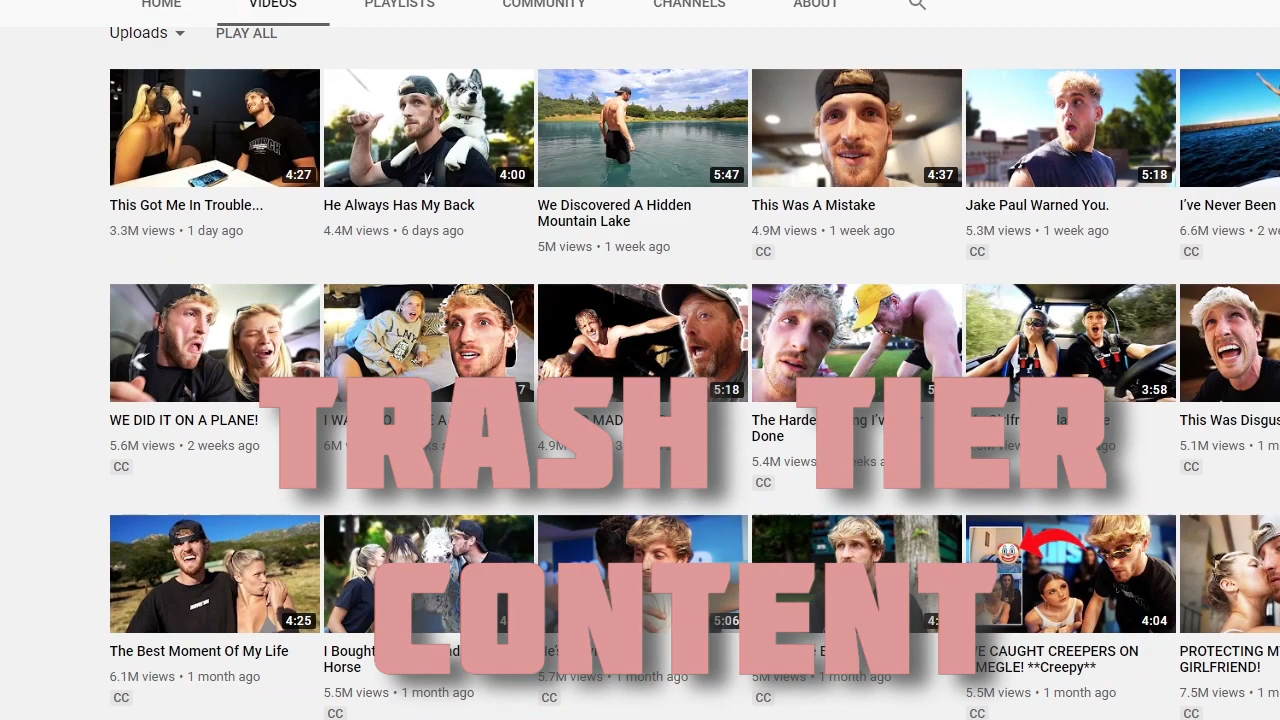 HOME VIDEOS PLAYLISTS COMMUNITY CHANNELS ABOUT
Uploads PLAY ALL
4:27 4:00 5:47 4:37 5:18
This Got Me In Trouble... He Always Has My Back We Discovered A Hidden This Was A Mistake Jake Paul Warned You. I've Never Been
Mountain Lake
3.3M views • 1 day ago 4.4M views • 6 days ago 4.9M views • 1 week ago 5.3M views • 1 week ago 6.6M views • 2
5M views • 1 week ago
CC CC CC
5:18 3:58
WE DID IT ON A PLANE! MAD The This Was
Done
5.6M views • 2 weeks ago 4.9M 5.1M views • 1
5.4M views
CC CC
CC
TRASH TIER
4:25 5:06 4:04
The Best Moment Of My Life I Bought CAUGHT CREEPERS ON PROTECTING
Horse OMEGLE! **Creepy** GIRLFRIEND!
6.1M views • 1 month ago 5.7M views • 1 month ago 5M views • 1 month ago
5.5M views • 1 month ago 5.5M views • 1 month ago 7.5M views • 1
CC CC CC
CC CC CC
CONTENT